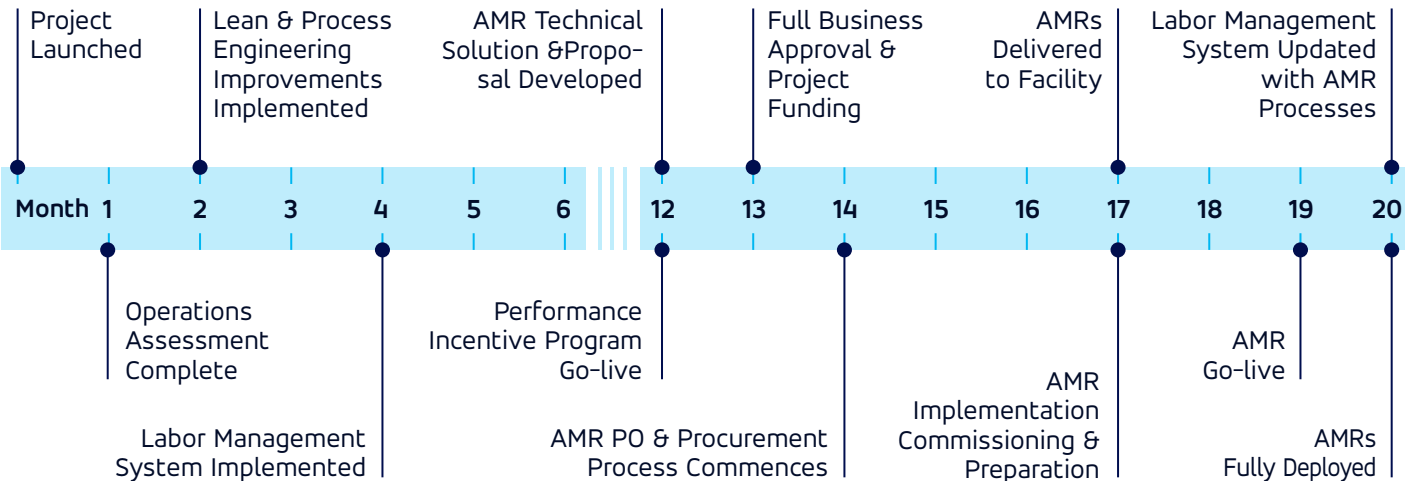 Project
Launched
Lean & Process
Engineering
Improvements
Implemented
AMR Technical
Solution &Propo-
sal Developed
Full Business
Approval &
Project
Funding
AMRs
Delivered
to Facility
Labor Management
System Updated
with AMR
Processes
Month 1 2 3 4 5 6 12 13 14 15 16 17 18 19 20
Operations
Assessment
Complete
Labor Management
System Implemented
Performance
Incentive Program
Go-live
AMR PO & Procurement
Process Commences
AMR
Implementation
Commissioning &
Preparation
AMR
Go-live
AMRs
Fully Deployed